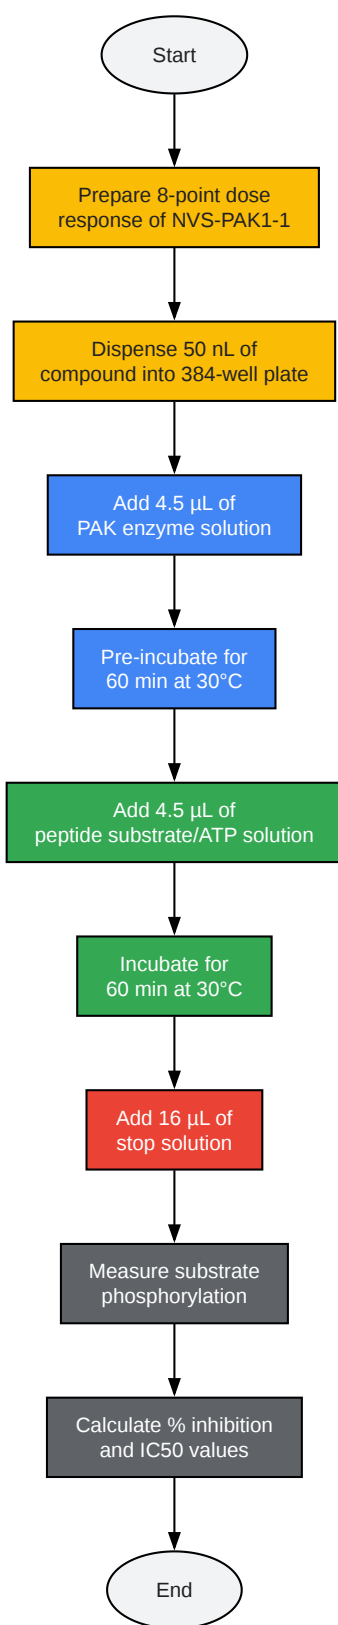 Start
Prepare 8-point dose
response of NVS-PAK1-1
Dispense 50 nL of
compound into 384-well plate
Add 4.5 µL of
PAK enzyme solution
Pre-incubate for
60 min at 30°C
Add 4.5 µL of
peptide substrate/ATP solution
Incubate for
60 min at 30°C
Add 16 µL of
stop solution
Measure substrate
phosphorylation
Calculate % inhibition
and IC50 values
End